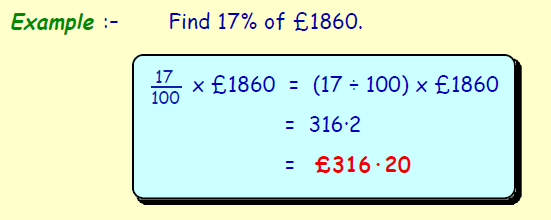 Example :- Find 17% of £1860.
17/100 x £1860 = (17 ÷ 100) x £1860
= 316·2
= £316·20